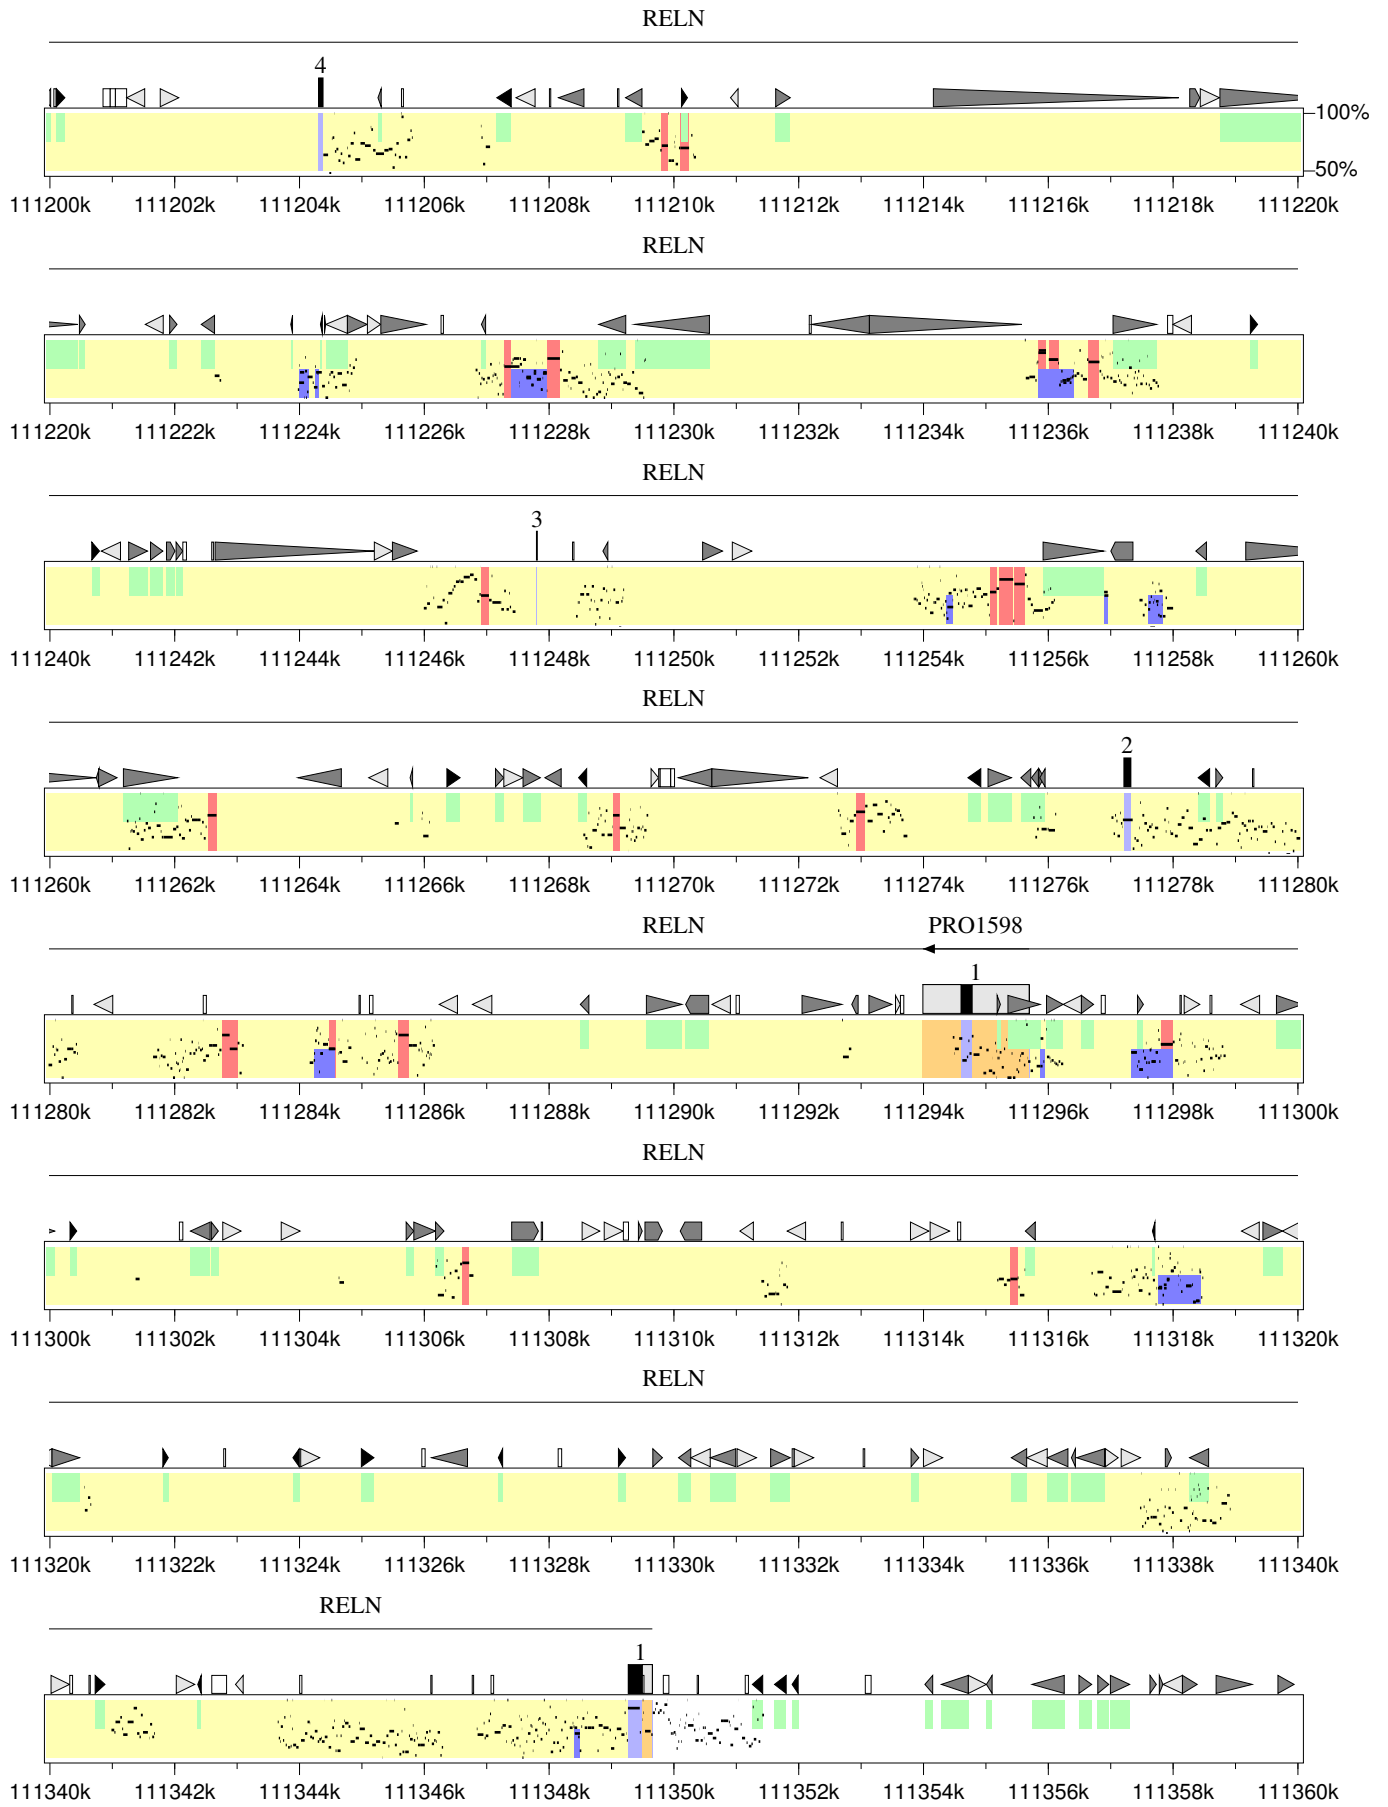 RELN
4
100%
50%
111200k 111202k 111204k 111206k 111208k 111210k 111212k 111214k 111216k 111218k 111220k
RELN
111220k 111222k 111224k 111226k 111228k 111230k 111232k 111234k 111236k 111238k 111240k
RELN
3
111240k 111242k 111244k 111246k 111248k 111250k 111252k 111254k 111256k 111258k 111260k
RELN
2
111260k 111262k 111264k 111266k 111268k 111270k 111272k 111274k 111276k 111278k 111280k
RELN PRO1598
1
111280k 111282k 111284k 111286k 111288k 111290k 111292k 111294k 111296k 111298k 111300k
RELN
111300k 111302k 111304k 111306k 111308k 111310k 111312k 111314k 111316k 111318k 111320k
RELN
111320k 111322k 111324k 111326k 111328k 111330k 111332k 111334k 111336k 111338k 111340k
RELN
1
111340k 111342k 111344k 111346k 111348k 111350k 111352k 111354k 111356k 111358k 111360k